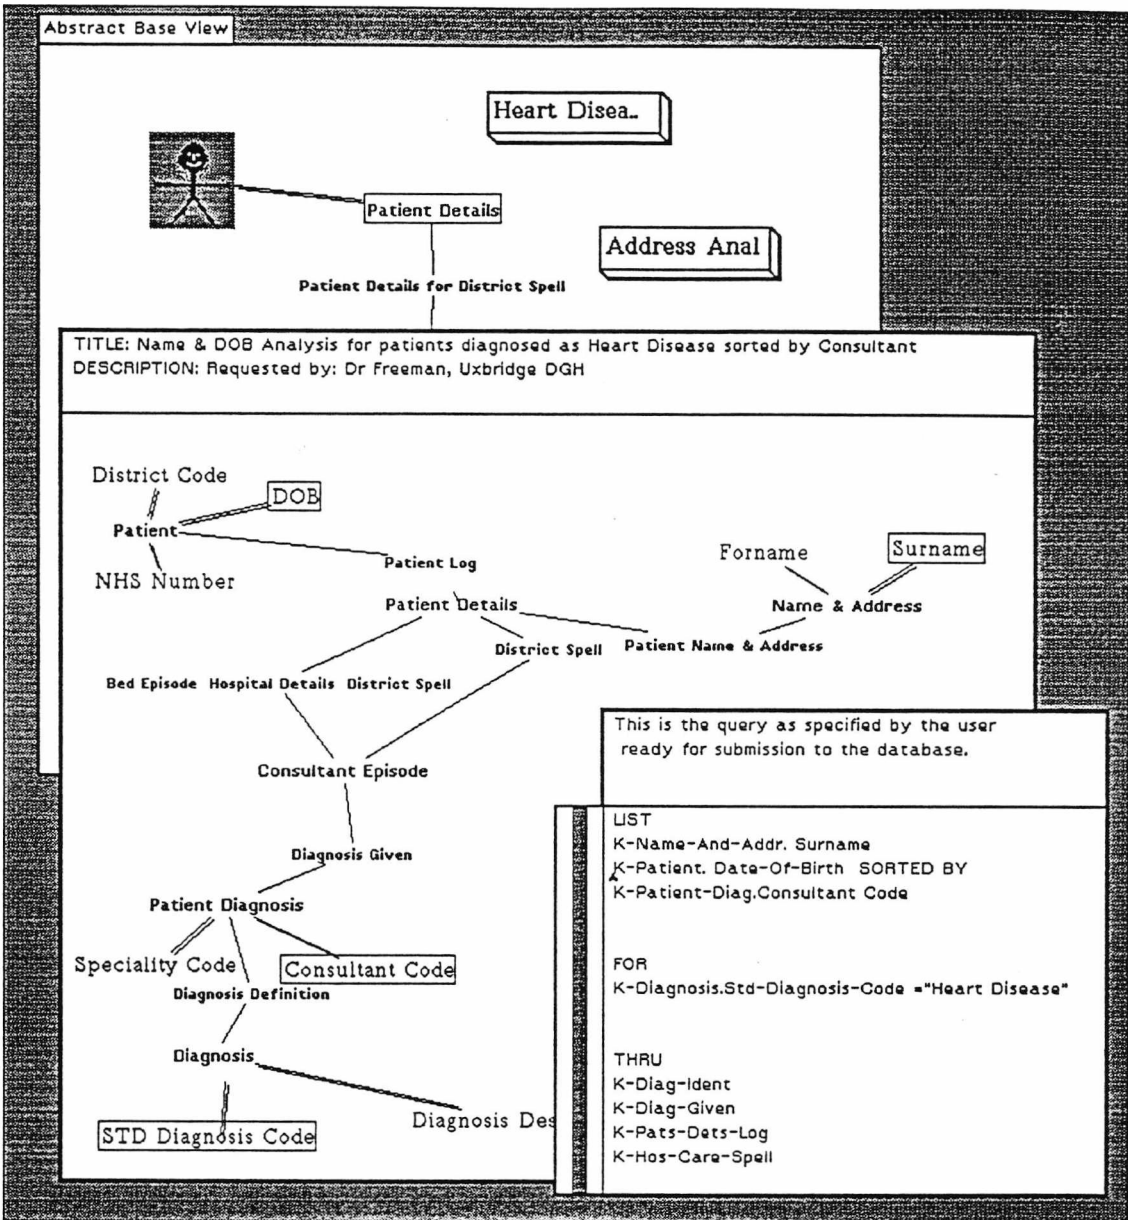 Abstract Base View
Heart Disea..
Patient Details
Address Anal
Patient Details for District Spell
TITLE: Name & DOB Analysis for patients diagnosed as Heart Disease sorted by Consultant
DESCRIPTION: Requested by: Dr Freeman, Uxbridge DGH
District Code
DOB
Patient
NHS Number
Patient Log
Forname
Surname
Patient Details
Name & Address
District Spell
Patient Name & Address
Bed Episode Hospital Details District Spell
Consultant Episode
Diagnosis Given
Patient Diagnosis
Speciality Code
Consultant Code
Diagnosis Definition
Diagnosis
Diagnosis Des
STD Diagnosis Code
This is the query as specified by the user
ready for submission to the database.
LIST
K-Name-And-Addr. Surname
K-Patient. Date-Of-Birth SORTED BY
K-Patient-Diag.Consultant Code
FOR
K-Diagnosis.Std-Diagnosis-Code ="Heart Disease"
THRU
K-Diag-Ident
K-Diag-Given
K-Pats-Dets-Log
K-Hos-Care-Spell